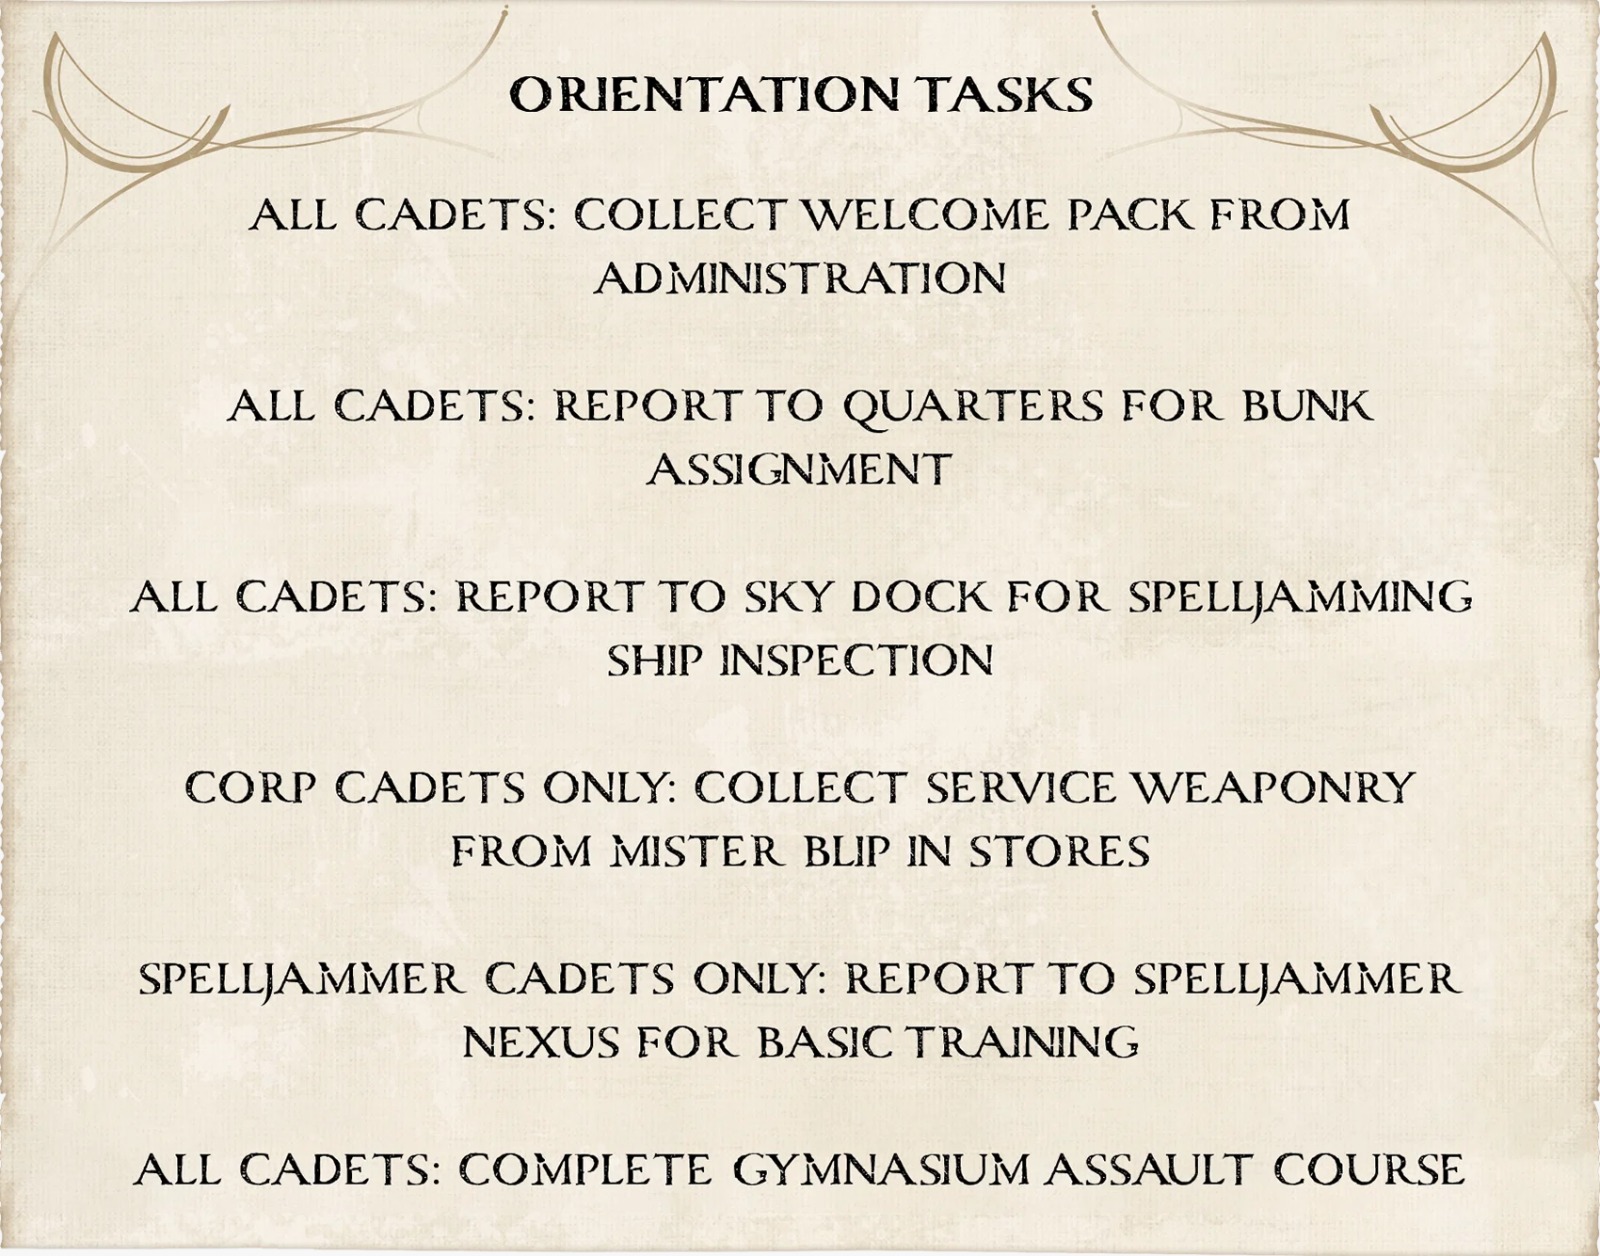 ORIENTATION TASKS
ALL CADETS: COLLECT WELCOME PACK FROM
ADMINISTRATION
ALL CADETS: REPORT TO QUARTERS FOR BUNK
ASSIGNMENT
ALL CADETS: REPORT TO SKY DOCK FOR SPELLJAMMING
SHIP INSPECTION
CORP CADETS ONLY: COLLECT SERVICE WEAPONRY
FROM MISTER BLIP IN STORES
SPELLJAMMER CADETS ONLY: REPORT TO SPELLJAMMER
NEXUS FOR BASIC TRAINING
ALL CADETS: COMPLETE GYMNASIUM ASSAULT COURSE